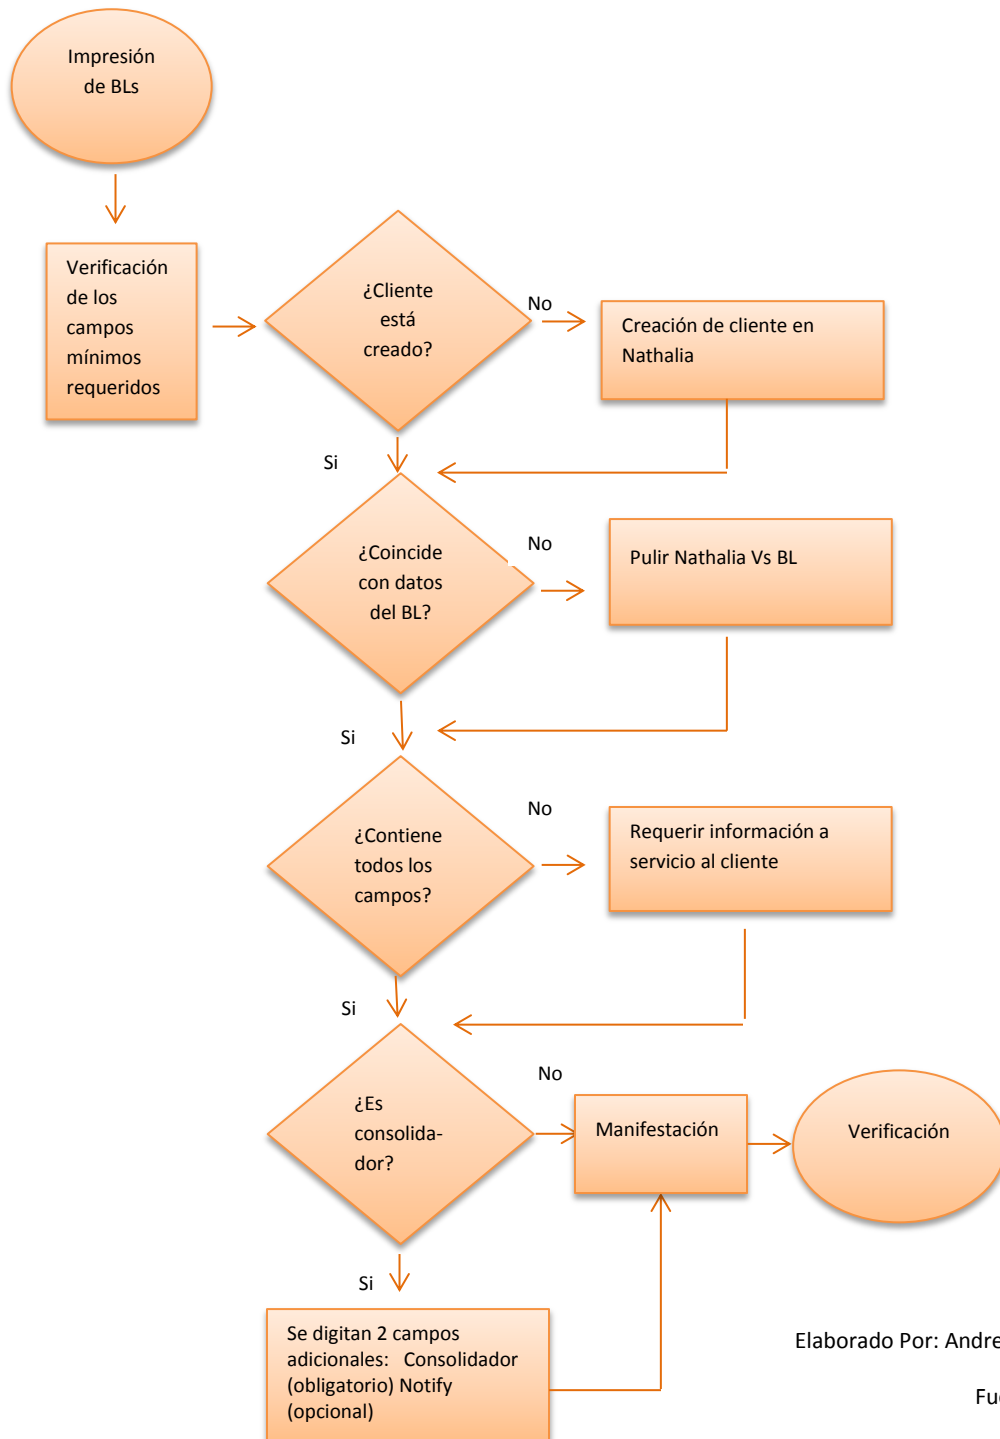 Impresión
de BLs
Verificación
de los
campos
mínimos
requeridos
¿Cliente
está
creado?
No
Creación de cliente en
Nathalia
Si
¿Coincide
con datos
del BL?
No
Pulir Nathalia Vs BL
Si
¿Contiene
todos los
campos?
No
Requerir información a
servicio al cliente
Si
¿Es
consolida-
dor?
No
Manifestación
Verificación
Si
Se digitan 2 campos
adicionales: Consolidador
(obligatorio) Notify
(opcional)
Elaborado Por: Andre
Fue